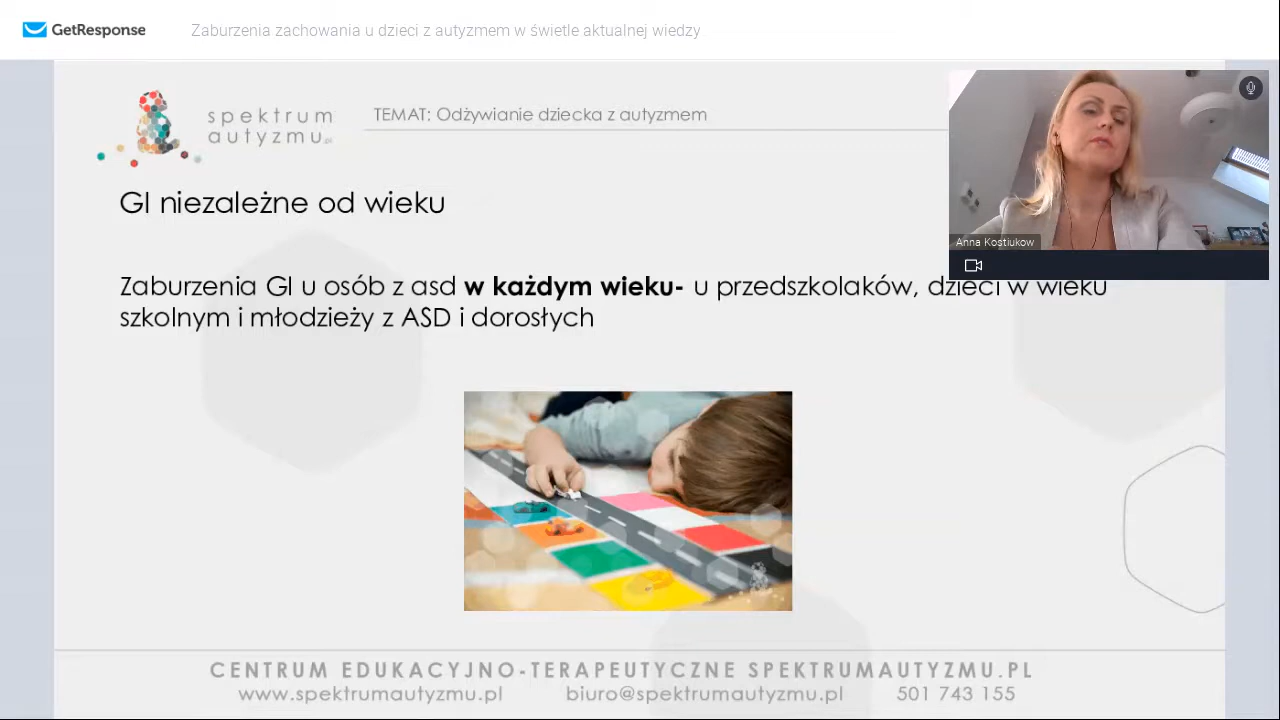 GetResponse
Zaburzenia zachowania u dzieci z autyzmem w świetle aktualnej wiedzy
spektrum
autyzmu.pl
TEMAT: Odżywianie dziecka z autyzmem
Anna Kostiukow
GI niezależne od wieku
Zaburzenia GI u osób z asd w każdym wieku- u przedszkolaków, dzieci w wieku
szkolnym i młodzieży z ASD i dorosłych
CENTRUM EDUKACYJNO-TERAPEUTYCZNE SPEKTRUMAUTYZMU.PL
www.spektrumautyzmu.pl biuro@spektrumautyzmu.pl 501 743 155